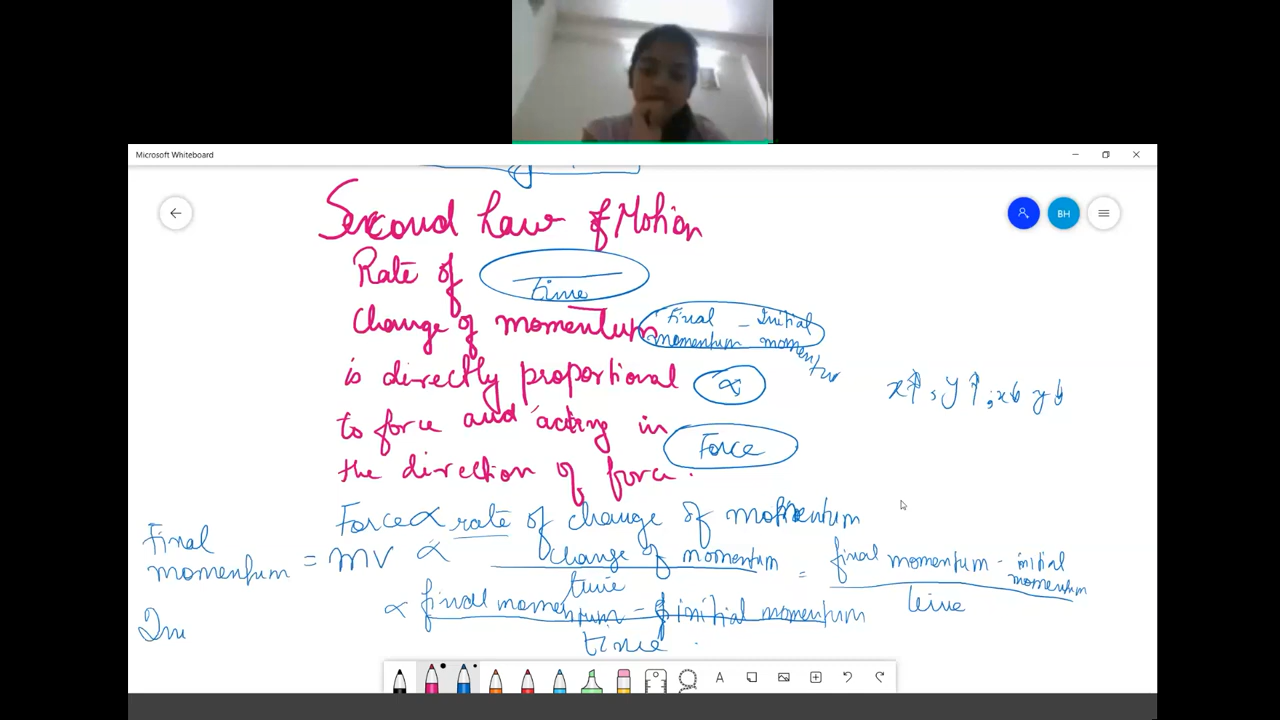 Microsoft Whiteboard
BH
Second Law of Motion
Rate of
time
Change of momentum
Final - Initial
momentum momentum
is directly proportional ∝
x↑, y↑; x↓ y↓
to force and acting in
Force
the direction of force.
Force ∝ rate of change of momentum
Final
momentum = mv ∝ change of momentum = final momentum - initial
momentum
time time
∝ final momentum - initial momentum
time
A